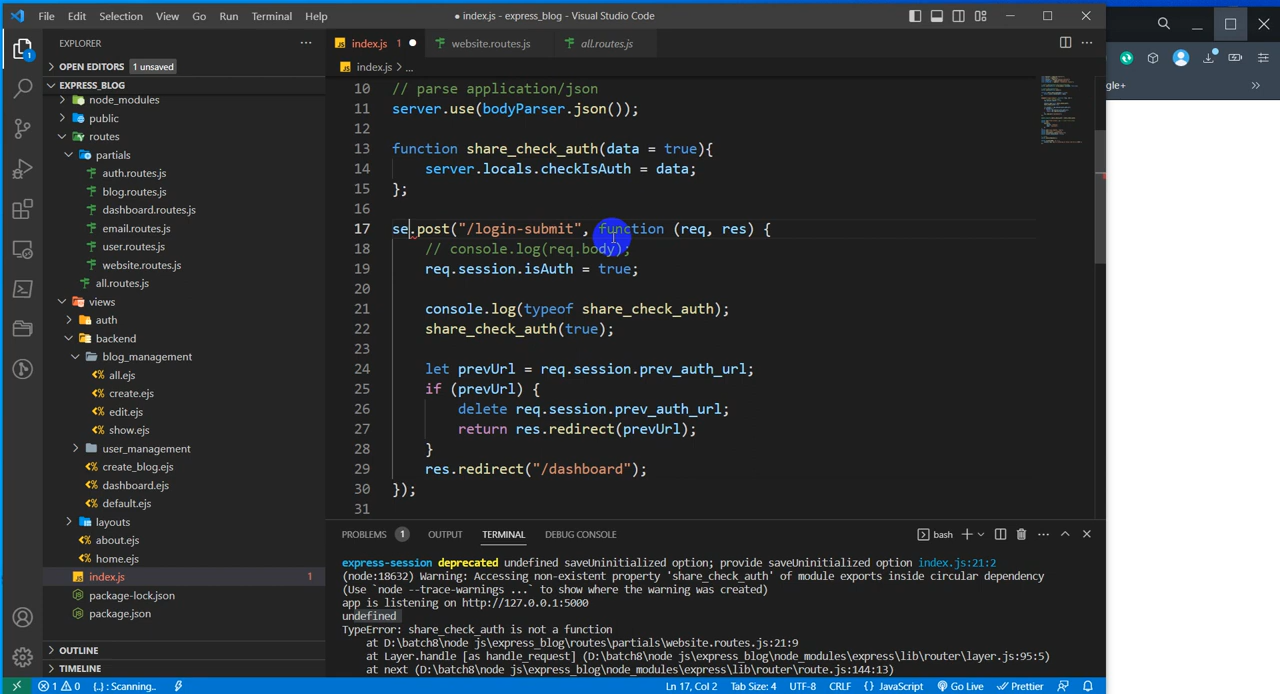 File Edit Selection View Go Run Terminal Help
● index.js - express_blog - Visual Studio Code
EXPLORER
OPEN EDITORS 1 unsaved
EXPRESS_BLOG
node_modules
public
routes
partials
auth.routes.js
blog.routes.js
dashboard.routes.js
email.routes.js
user.routes.js
website.routes.js
all.routes.js
views
auth
backend
blog_management
all.ejs
create.ejs
edit.ejs
show.ejs
user_management
create_blog.ejs
dashboard.ejs
default.ejs
layouts
about.ejs
home.ejs
index.js 1
package-lock.json
package.json
OUTLINE
TIMELINE
index.js 1
website.routes.js
all.routes.js
index.js > ...
10 // parse application/json
11 server.use(bodyParser.json());
12
13 function share_check_auth(data = true){
14 server.locals.checkIsAuth = data;
15 };
16
17 se.post("/login-submit", function (req, res) {
18 // console.log(req.body);
19 req.session.isAuth = true;
20
21 console.log(typeof share_check_auth);
22 share_check_auth(true);
23
24 let prevUrl = req.session.prev_auth_url;
25 if (prevUrl) {
26 delete req.session.prev_auth_url;
27 return res.redirect(prevUrl);
28 }
29 res.redirect("/dashboard");
30 });
31
PROBLEMS 1 OUTPUT TERMINAL DEBUG CONSOLE
bash
express-session deprecated undefined saveUninitialized option; provide saveUninitialized option index.js:21:2
(node:18632) Warning: Accessing non-existent property 'share_check_auth' of module exports inside circular dependency
(Use `node --trace-warnings ...` to show where the warning was created)
app is listening on http://127.0.0.1:5000
undefined
TypeError: share_check_auth is not a function
at D:\batch8\node js\express_blog\routes\partials\website.routes.js:21:9
at Layer.handle [as handle_request] (D:\batch8\node js\express_blog\node_modules\express\lib\router\layer.js:95:5)
at next (D:\batch8\node js\express_blog\node_modules\express\lib\router\route.js:144:13)
1 0 {..} : Scanning..
Ln 17, Col 2 Tab Size: 4 UTF-8 CRLF {} JavaScript Go Live Prettier
gle+